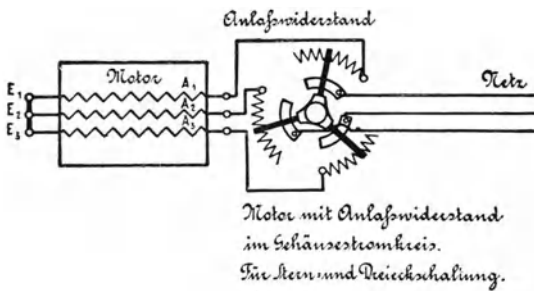 Anlaßwiderstand
Motor
Netz
E₁
A₁
E₂
A₂
E₃
A₃
Motor mit Anlaßwiderstand
im Gehäusestromkreis.
Für Stern- und Dreieckschaltung.